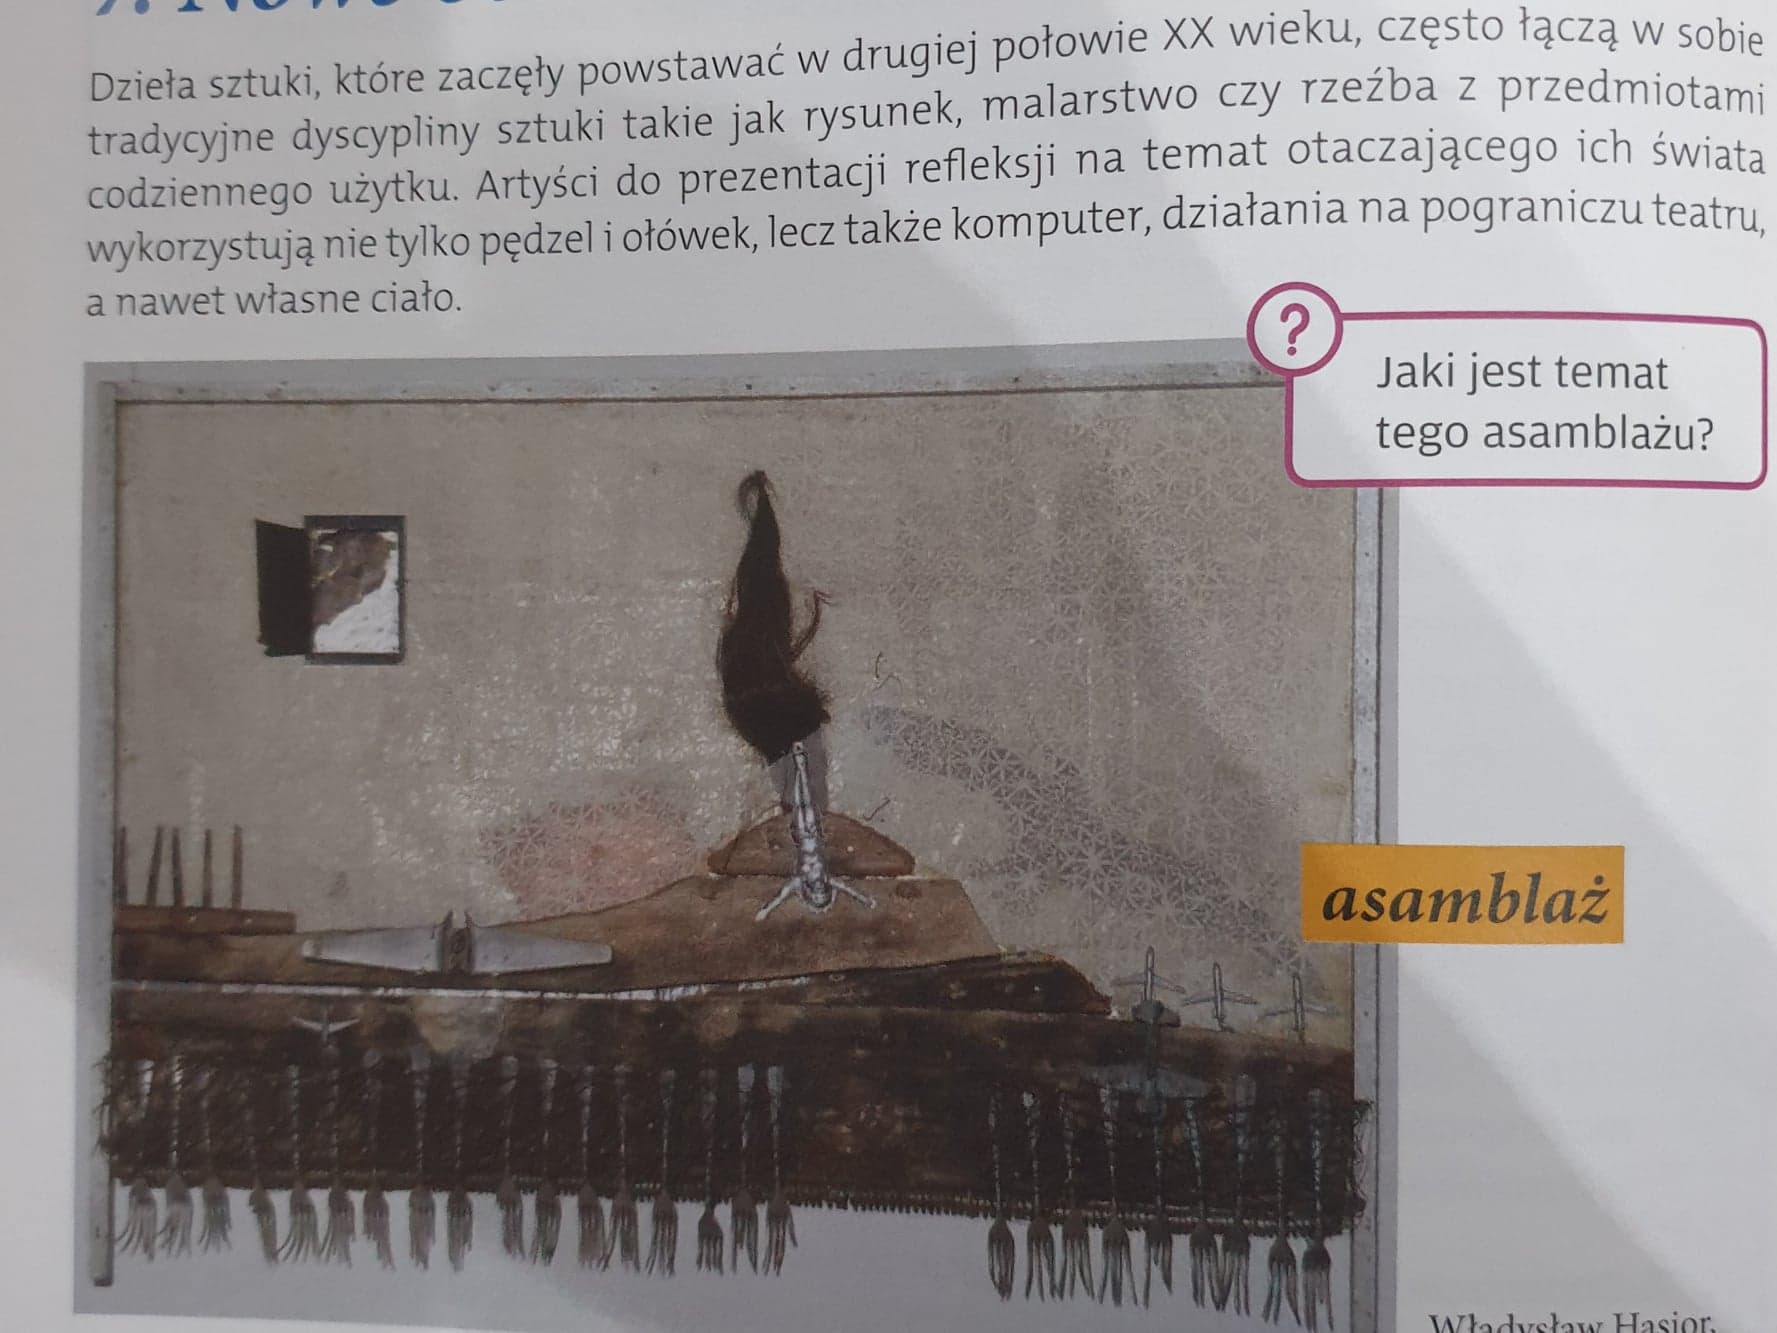 Dzieła sztuki, które zaczęły powstawać w drugiej połowie XX wieku, często łączą w sobie
tradycyjne dyscypliny sztuki takie jak rysunek, malarstwo czy rzeźba z przedmiotami
codziennego użytku. Artyści do prezentacji refleksji na temat otaczającego ich świata
wykorzystują nie tylko pędzel i ołówek, lecz także komputer, działania na pograniczu teatru,
a nawet własne ciało.
?
Jaki jest temat
tego asamblażu?
asamblaż
Władysław Hasior,